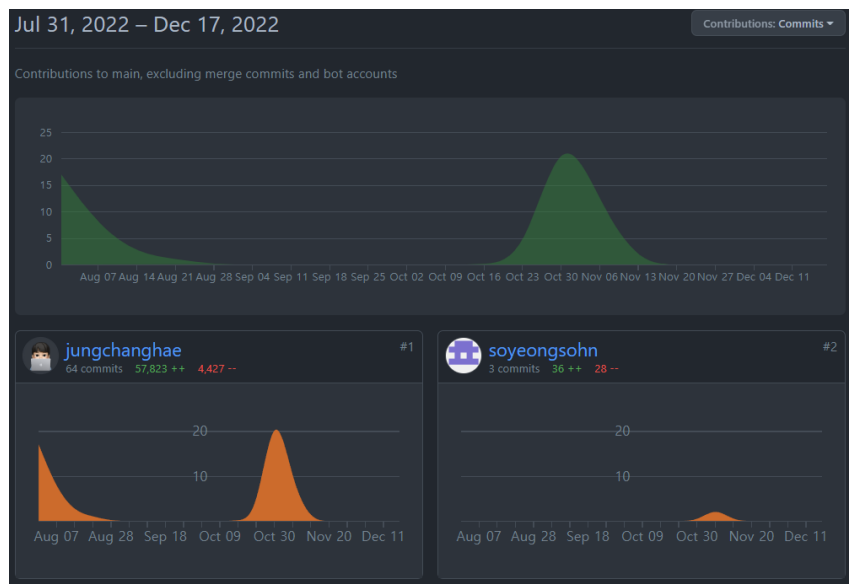 Jul 31, 2022 – Dec 17, 2022
Contributions: Commits
Contributions to main, excluding merge commits and bot accounts
25
20
15
10
5
0
Aug 07 Aug 14 Aug 21 Aug 28 Sep 04 Sep 11 Sep 18 Sep 25 Oct 02 Oct 09 Oct 16 Oct 23 Oct 30 Nov 06 Nov 13 Nov 20 Nov 27 Dec 04 Dec 11
jungchanghae #1
64 commits 57,823 ++ 4,427 --
20
10
Aug 07 Aug 28 Sep 18 Oct 09 Oct 30 Nov 20 Dec 11
soyeongsohn #2
3 commits 36 ++ 28 --
20
10
Aug 07 Aug 28 Sep 18 Oct 09 Oct 30 Nov 20 Dec 11